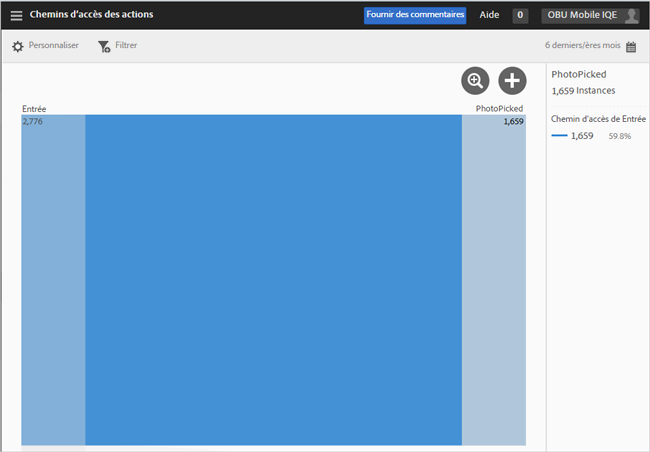 Chemins d'accès des actions
Fournir des commentaires
Aide
0
OBU Mobile IQE
Personnaliser
Filtrer
6 derniers/ères mois
PhotoPicked
1,659 Instances
Entrée
PhotoPicked
2,776
1,659
Chemin d'accès de Entrée
1,659 59.8%